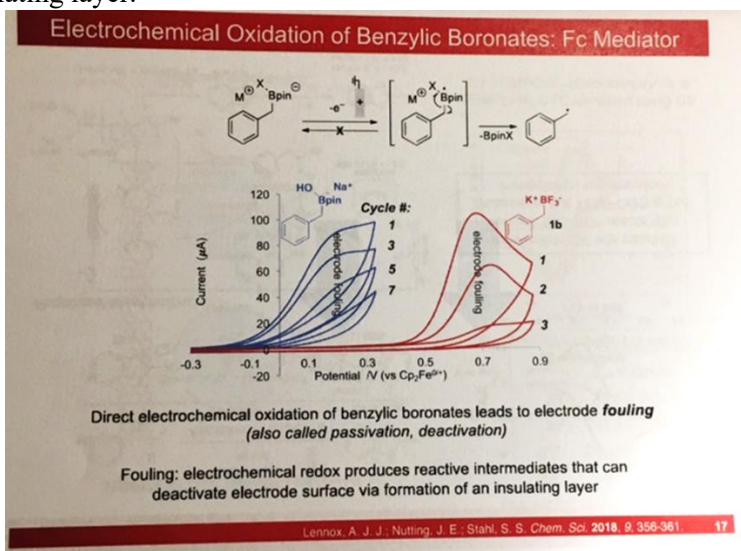 nating layer.
Electrochemical Oxidation of Benzylic Boronates: Fc Mediator
M⊕ X Bpin⊖
-e⁻
+
x
M⊕ X Bpin
-BpinX
HO Na⁺
Bpin
Cycle #:
1
3
5
7
K⁺ BF₃⁻
1b
1
2
3
electrode fouling
electrode fouling
Current (μA)
120
100
80
60
40
20
0
-20
-0.3 -0.1 0.1 0.3 0.5 0.7 0.9
Potential /V (vs Cp₂Fe⁰/⁺)
Direct electrochemical oxidation of benzylic boronates leads to electrode fouling
(also called passivation, deactivation)
Fouling: electrochemical redox produces reactive intermediates that can
deactivate electrode surface via formation of an insulating layer
Lennox, A. J. J.; Nutting, J. E.; Stahl, S. S. Chem. Sci. 2018, 9, 356-361. 17